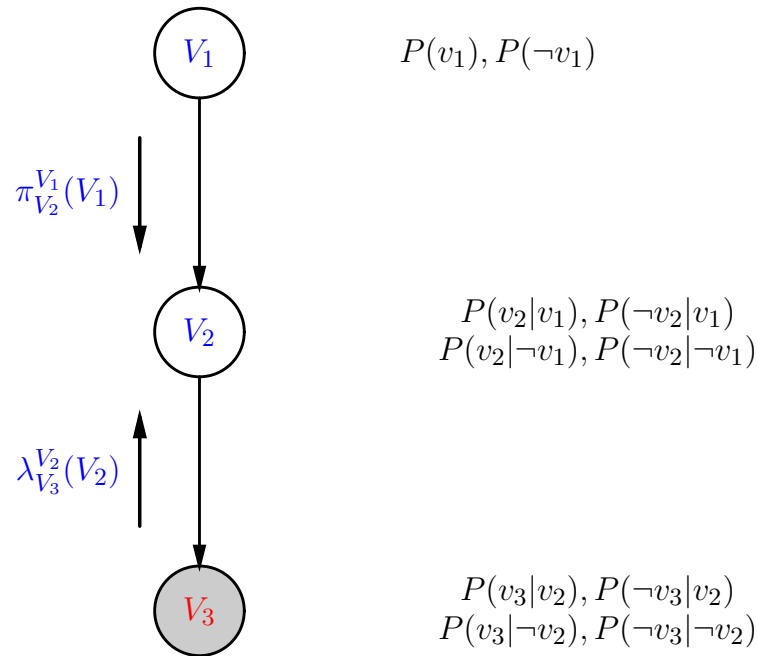 V₁
P(v₁), P(¬v₁)
π^{V₁}_{V₂}(V₁)
V₂
P(v₂|v₁), P(¬v₂|v₁)
P(v₂|¬v₁), P(¬v₂|¬v₁)
λ^{V₂}_{V₃}(V₂)
V₃
P(v₃|v₂), P(¬v₃|v₂)
P(v₃|¬v₂), P(¬v₃|¬v₂)